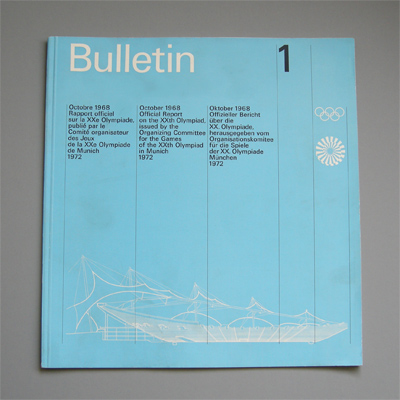 Bulletin 1
Octobre 1968
Rapport officiel
sur la XXe Olympiade,
publié par le
Comité organisateur
des Jeux
de la XXe Olympiade
de Munich
1972
October 1968
Official Report
on the XXth Olympiad,
issued by the
Organizing Committee
for the Games
of the XXth Olympiad
in Munich
1972
Oktober 1968
Offizieller Bericht
über die
XX. Olympiade,
herausgegeben vom
Organisationskomitee
für die Spiele
der XX. Olympiade
München
1972